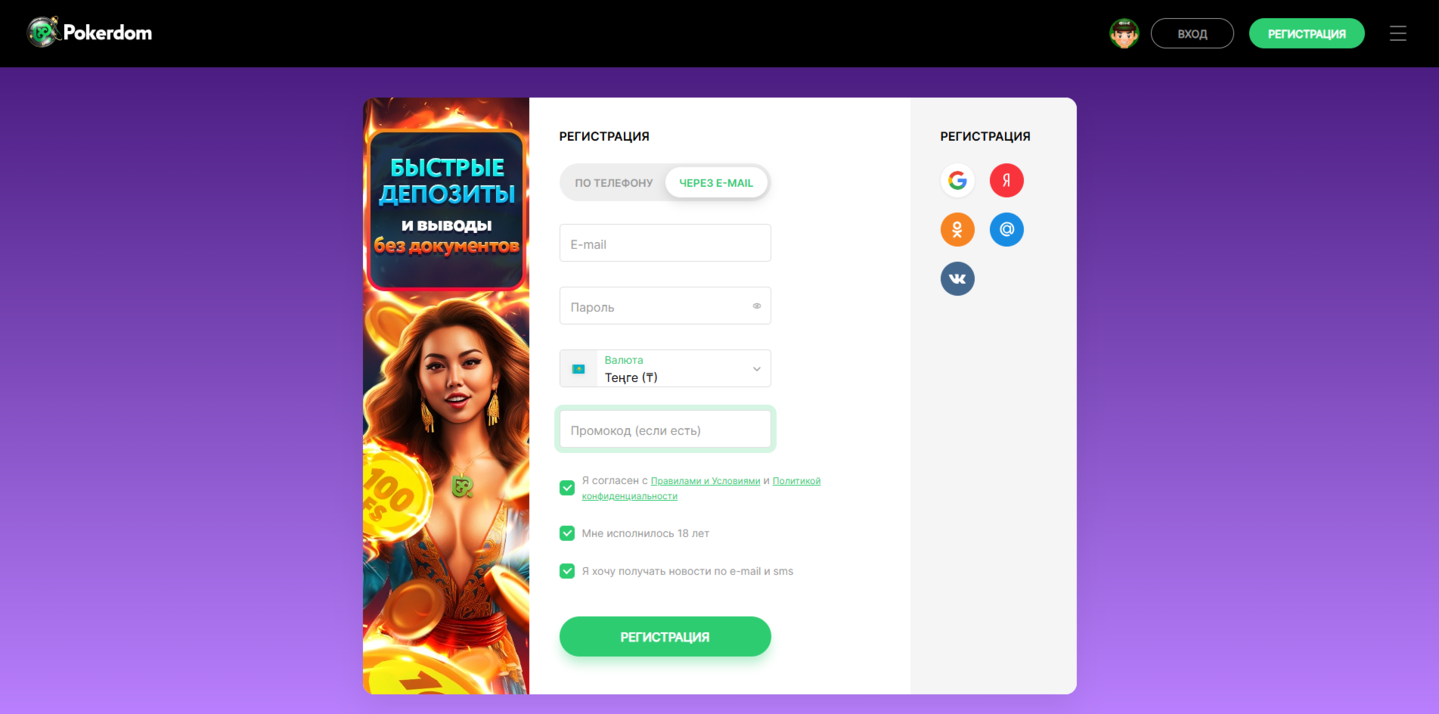 Pokerdom
ВХОД
РЕГИСТРАЦИЯ
БЫСТРЫЕ
ДЕПОЗИТЫ
и выводы
без документов
100
FS
РЕГИСТРАЦИЯ
ПО ТЕЛЕФОНУ
ЧЕРЕЗ E-MAIL
E-mail
Пароль
Валюта
Теңге (₸)
Промокод (если есть)
Я согласен с Правилами и Условиями и Политикой
конфиденциальности
Мне исполнилось 18 лет
Я хочу получать новости по e-mail и sms
РЕГИСТРАЦИЯ
РЕГИСТРАЦИЯ